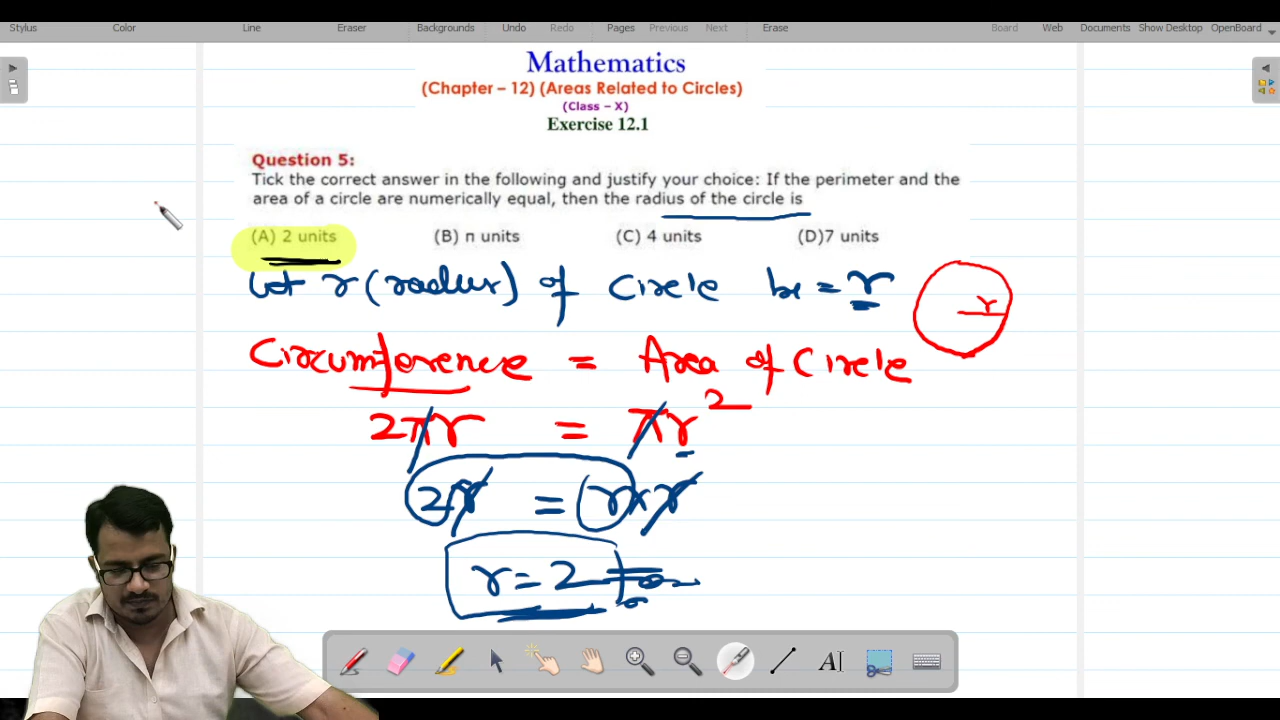 Stylus Color Line Eraser Backgrounds Undo Redo Pages Previous Next Erase Board Web Documents Show Desktop OpenBoard
Mathematics
(Chapter – 12) (Areas Related to Circles)
(Class – X)
Exercise 12.1
Question 5:
Tick the correct answer in the following and justify your choice: If the perimeter and the
area of a circle are numerically equal, then the radius of the circle is
(A) 2 units (B) п units (C) 4 units (D)7 units
Let r (radius) of Circle be = r
r
Circumference = Area of Circle
2πr = πr²
2r = r×r
r = 2